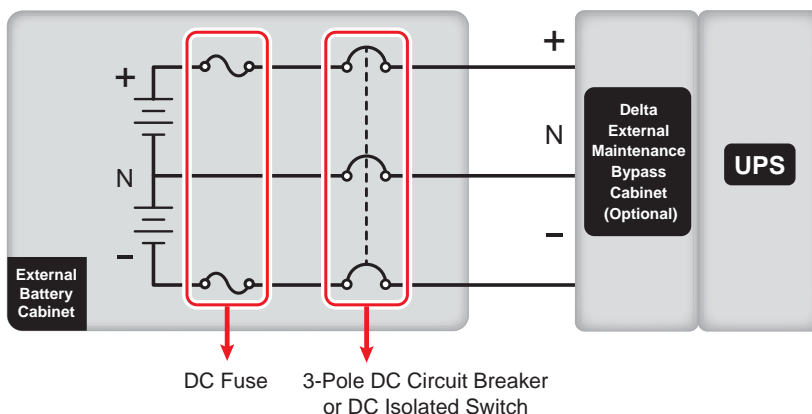 +
+
N
N
−
−
External
Battery
Cabinet
Delta
External
Maintenance
Bypass
Cabinet
(Optional)
UPS
DC Fuse
3-Pole DC Circuit Breaker
or DC Isolated Switch